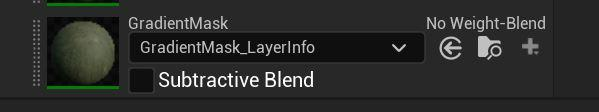 GradientMask
No Weight-Blend
GradientMask_LayerInfo
Subtractive Blend